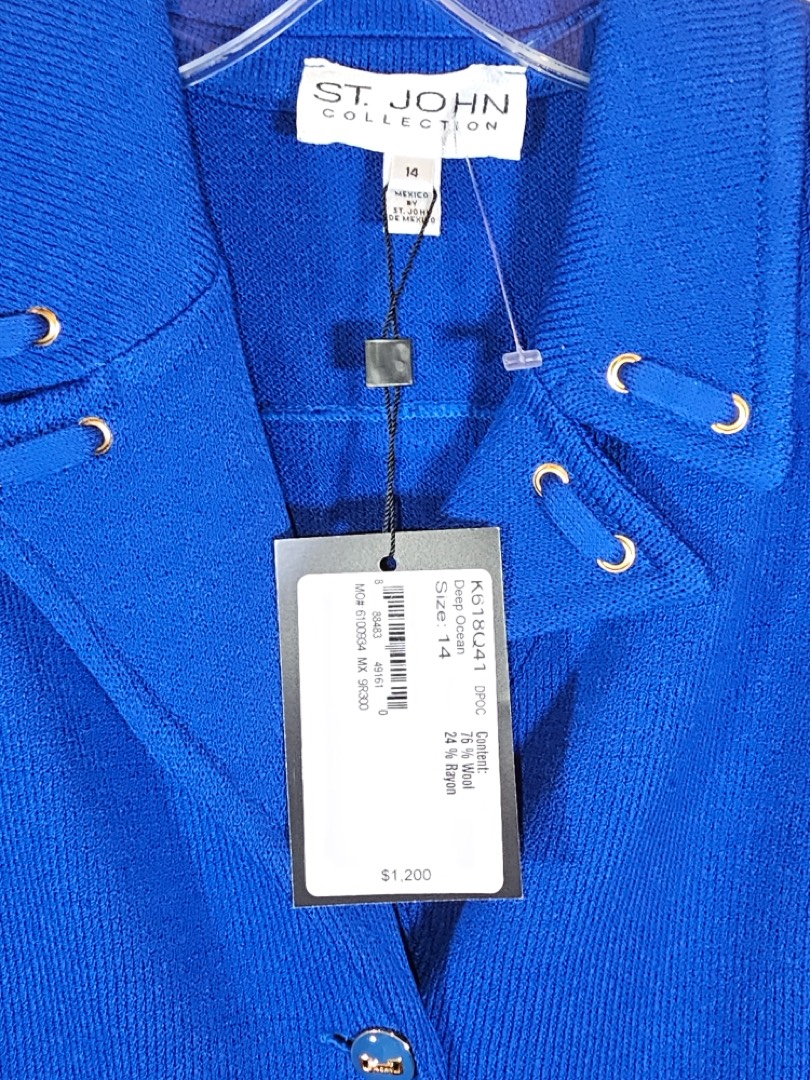 ST. JOHN
COLLECTION
14
MEXICO
BY
ST. JOHN
DE MEXICO
K618Q41 DPOC
Deep Ocean
Size: 14
Content:
76 % Wool
24 % Rayon
8 88483 49161 0
MO# 6100934 MX 9R300
$1,200